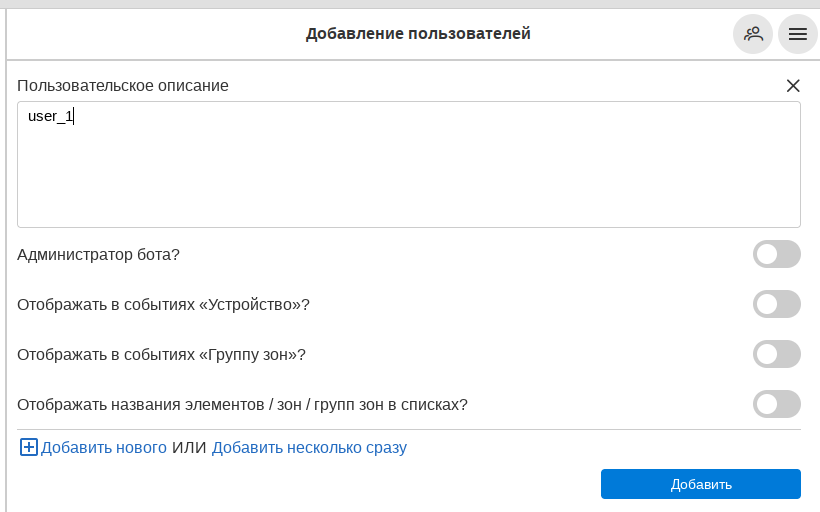 Добавление пользователей
Пользовательское описание
user_1
Администратор бота?
Отображать в событиях «Устройство»?
Отображать в событиях «Группу зон»?
Отображать названия элементов / зон / групп зон в списках?
Добавить нового ИЛИ Добавить несколько сразу
Добавить